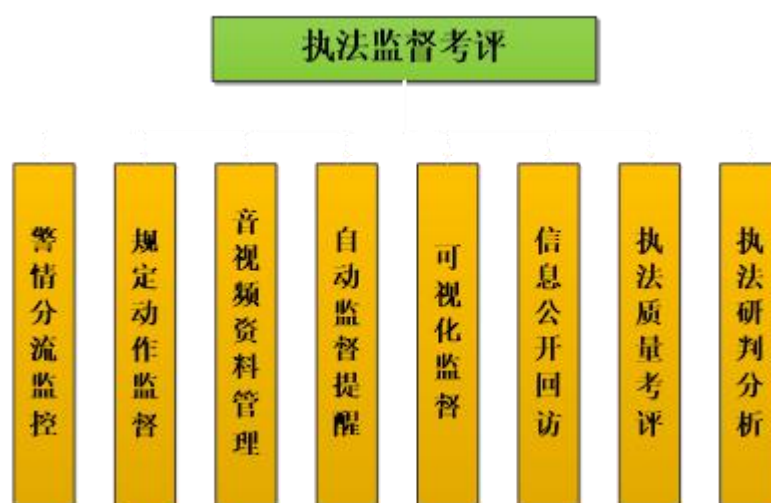 执法监督考评
警情分流监控
规定动作监督
音视频资料管理
自动监督提醒
可视化监督
信息公开回访
执法质量考评
执法研判分析